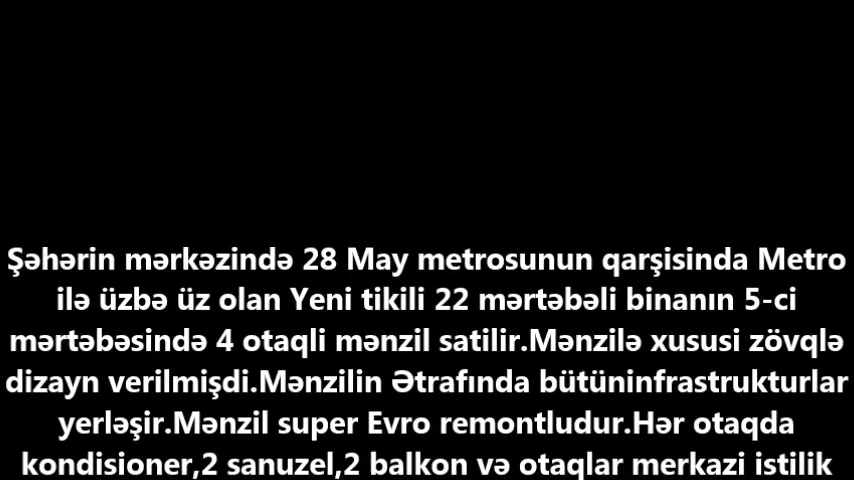 Şəhərin mərkəzində 28 May metrosunun qarşisinda Metro
ilə üzbə üz olan Yeni tikili 22 mərtəbəli binanın 5-ci
mərtəbəsində 4 otaqli mənzil satilir.Mənzilə xususi zövqlə
dizayn verilmişdi.Mənzilin Ətrafında bütüninfrastrukturlar
yerləşir.Mənzil super Evro remontludur.Hər otaqda
kondisioner,2 sanuzel,2 balkon və otaqlar merkazi istilik